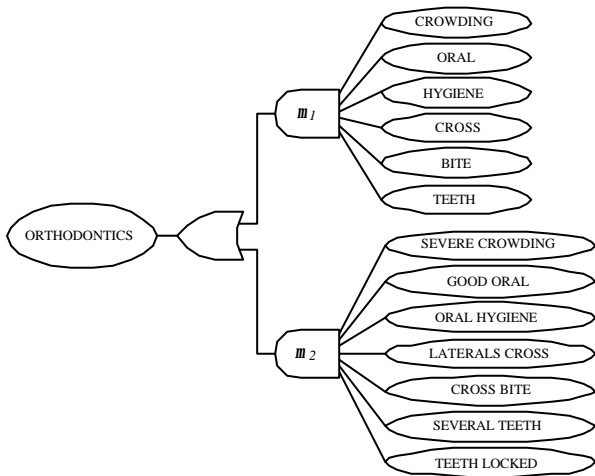 CROWDING
ORAL
HYGIENE
CROSS
BITE
TEETH
m1
ORTHODONTICS
SEVERE CROWDING
GOOD ORAL
ORAL HYGIENE
LATERALS CROSS
CROSS BITE
SEVERAL TEETH
TEETH LOCKED
m2